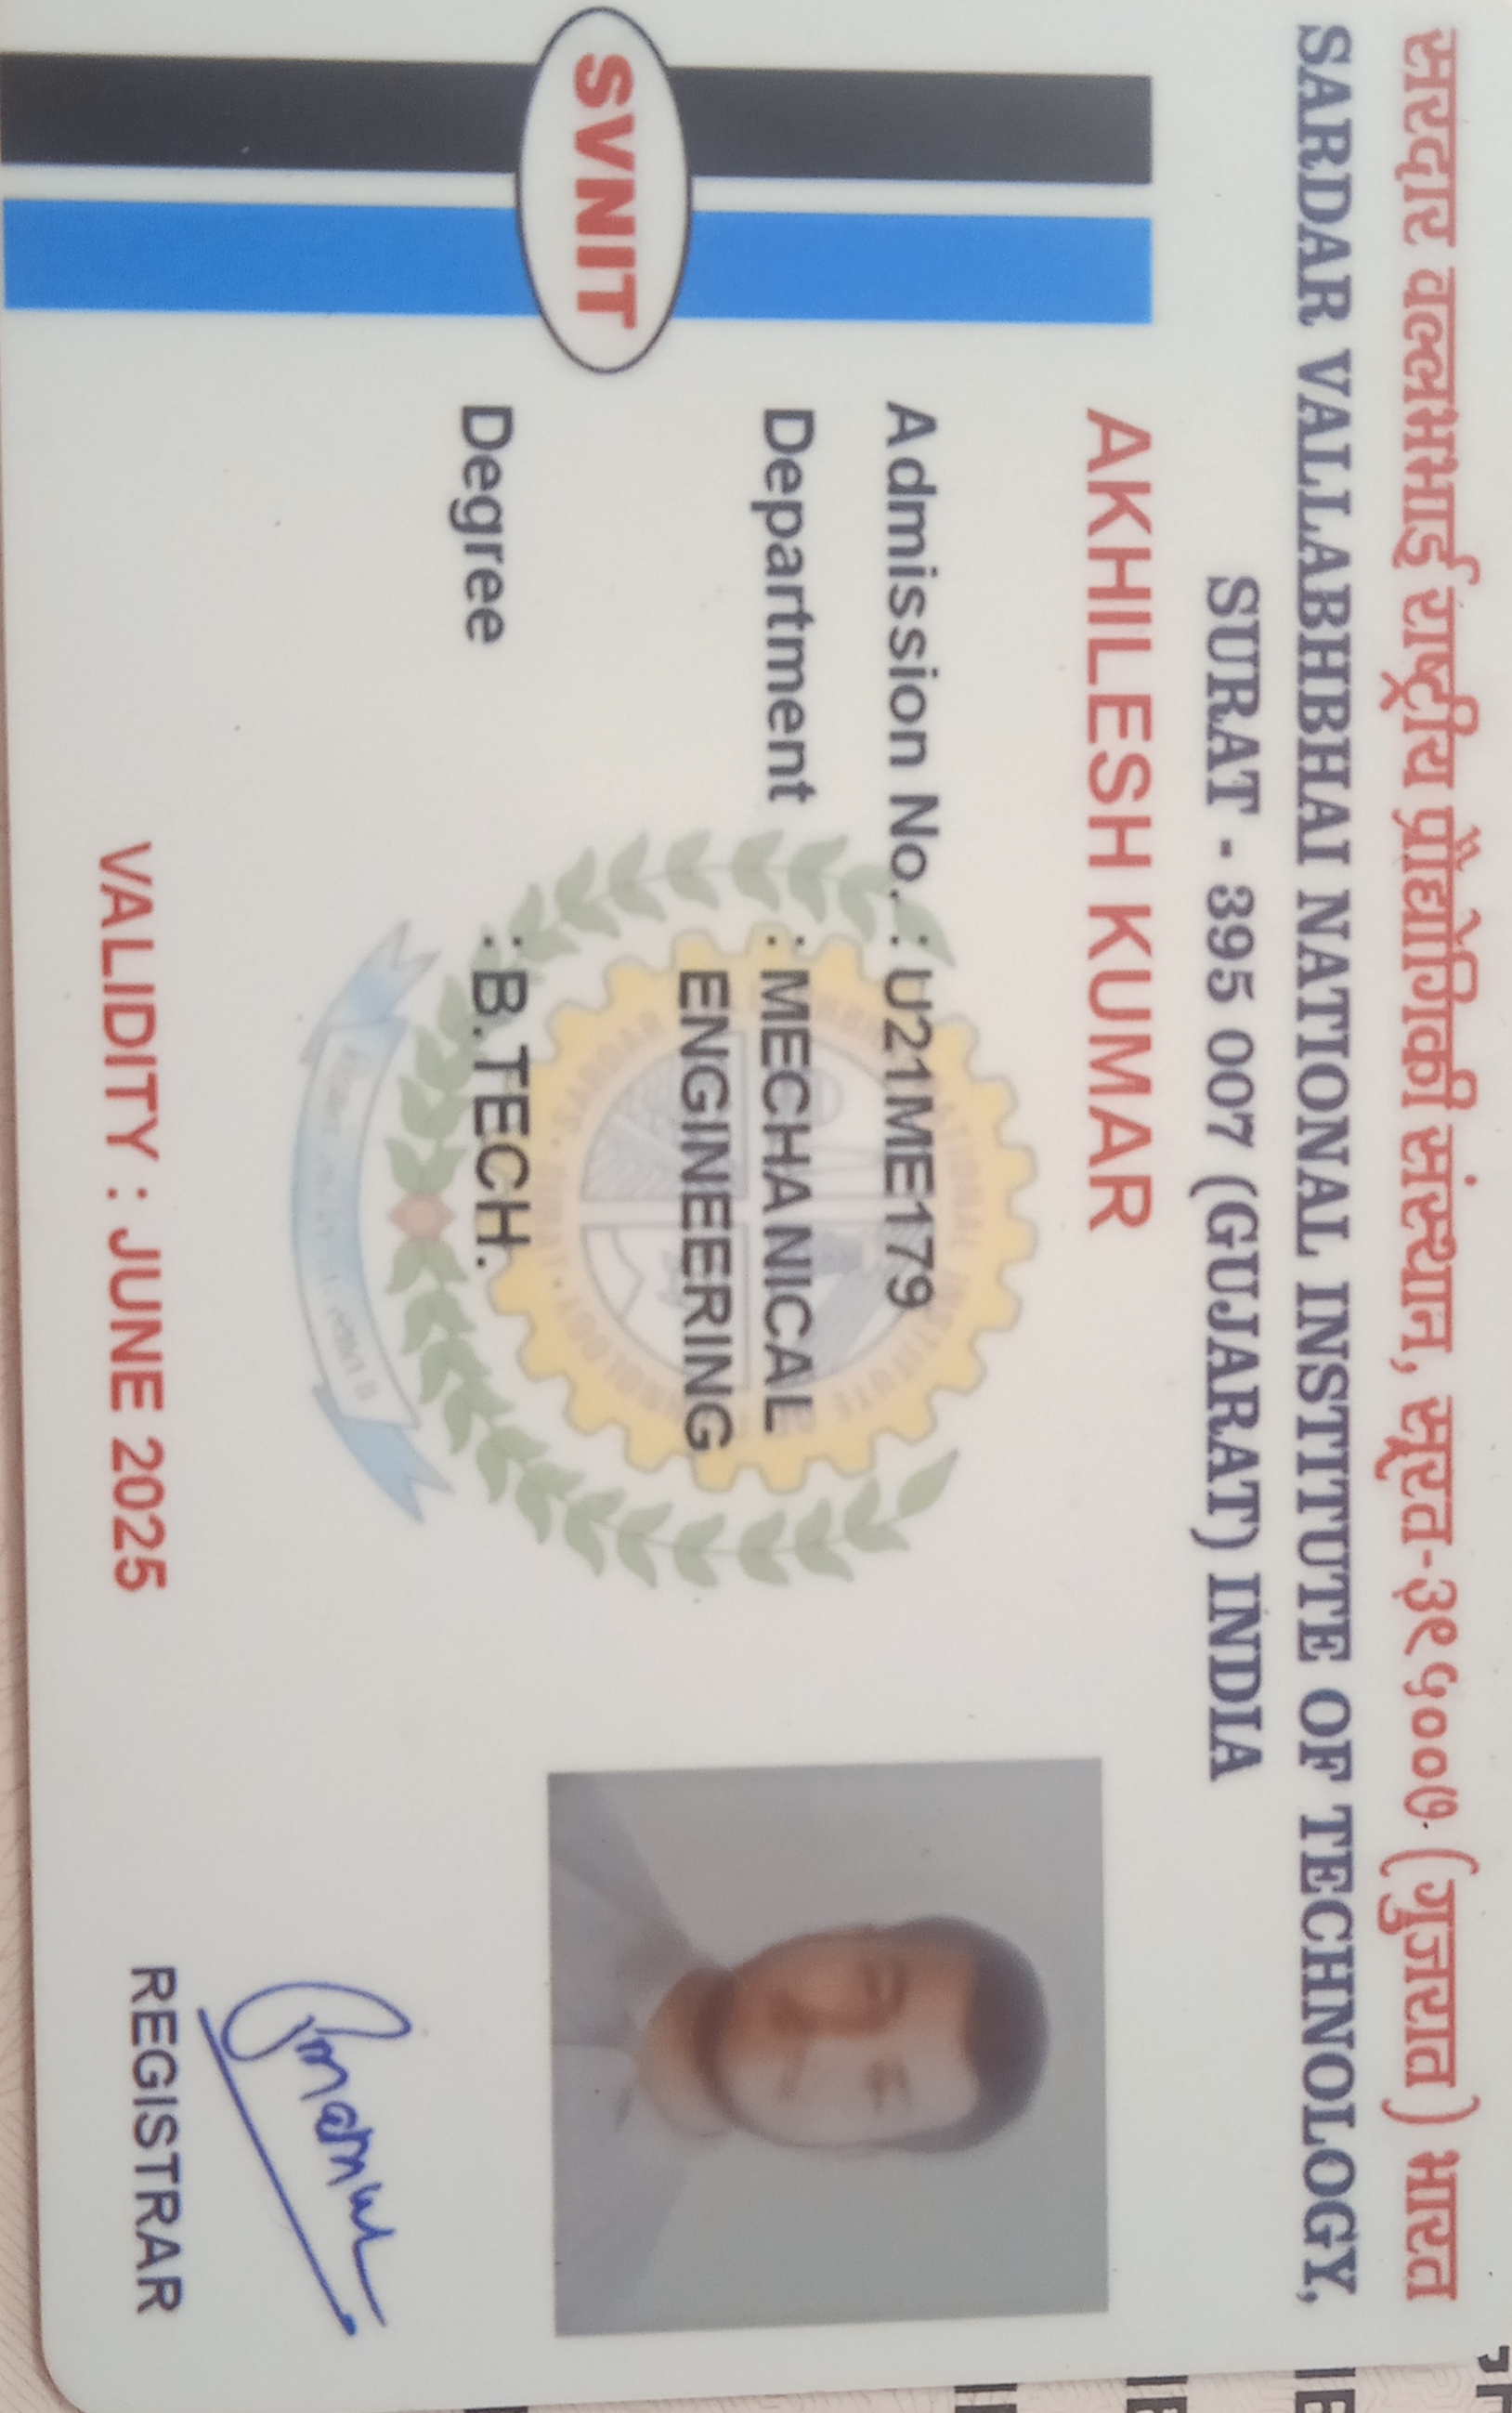 सरदार वल्लभभाई राष्ट्रीय प्रौद्योगिकी संस्थान, सूरत-३९५००७ (गुजरात) भारत
SARDAR VALLABHBHAI NATIONAL INSTITUTE OF TECHNOLOGY,
SURAT - 395 007 (GUJARAT) INDIA
SVNIT
AKHILESH KUMAR
Admission No. : U21ME179
Department : MECHANICAL
ENGINEERING
Degree : B.TECH.
VALIDITY : JUNE 2025
REGISTRAR